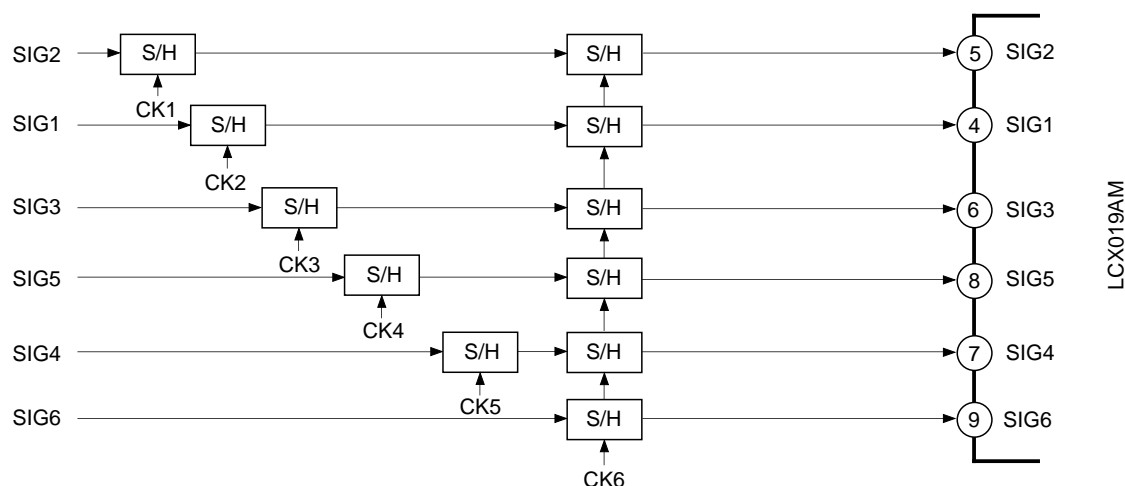 SIG2 S/H S/H 5 SIG2
CK1
SIG1 S/H S/H 4 SIG1
CK2
SIG3 S/H S/H 6 SIG3
CK3
SIG5 S/H S/H 8 SIG5
CK4
SIG4 S/H S/H 7 SIG4
CK5
SIG6 S/H 9 SIG6
CK6
LCX019AM